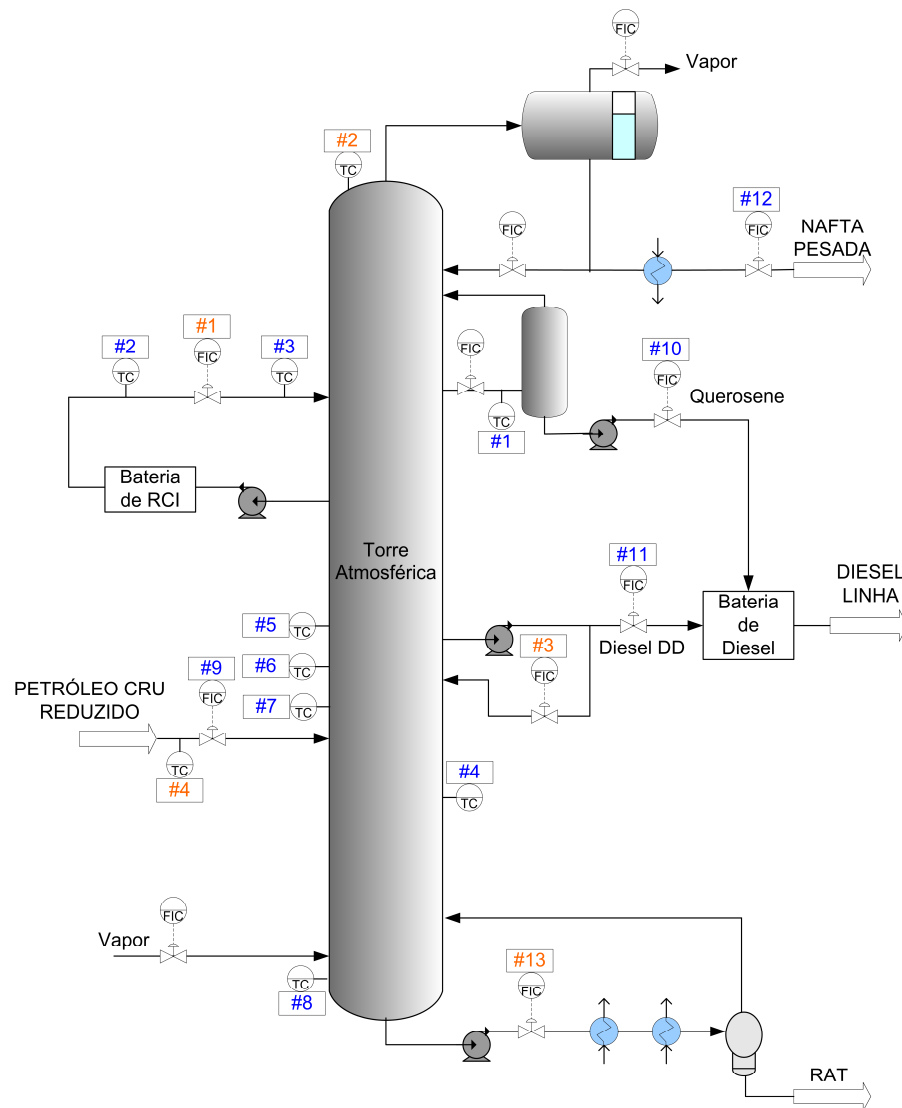 FIC
Vapor
#2
TC
#12
FIC
NAFTA
PESADA
FIC
#1
FIC
#2
TC
#3
TC
FIC
#10
FIC
Querosene
TC
#1
Bateria
de RCI
Torre
Atmosférica
#11
FIC
DIESEL
LINHA
Bateria
de
Diesel
Diesel DD
#5
TC
#3
FIC
#6
TC
#9
FIC
#7
TC
PETRÓLEO CRU
REDUZIDO
TC
#4
#4
TC
FIC
Vapor
TC
#8
#13
FIC
RAT